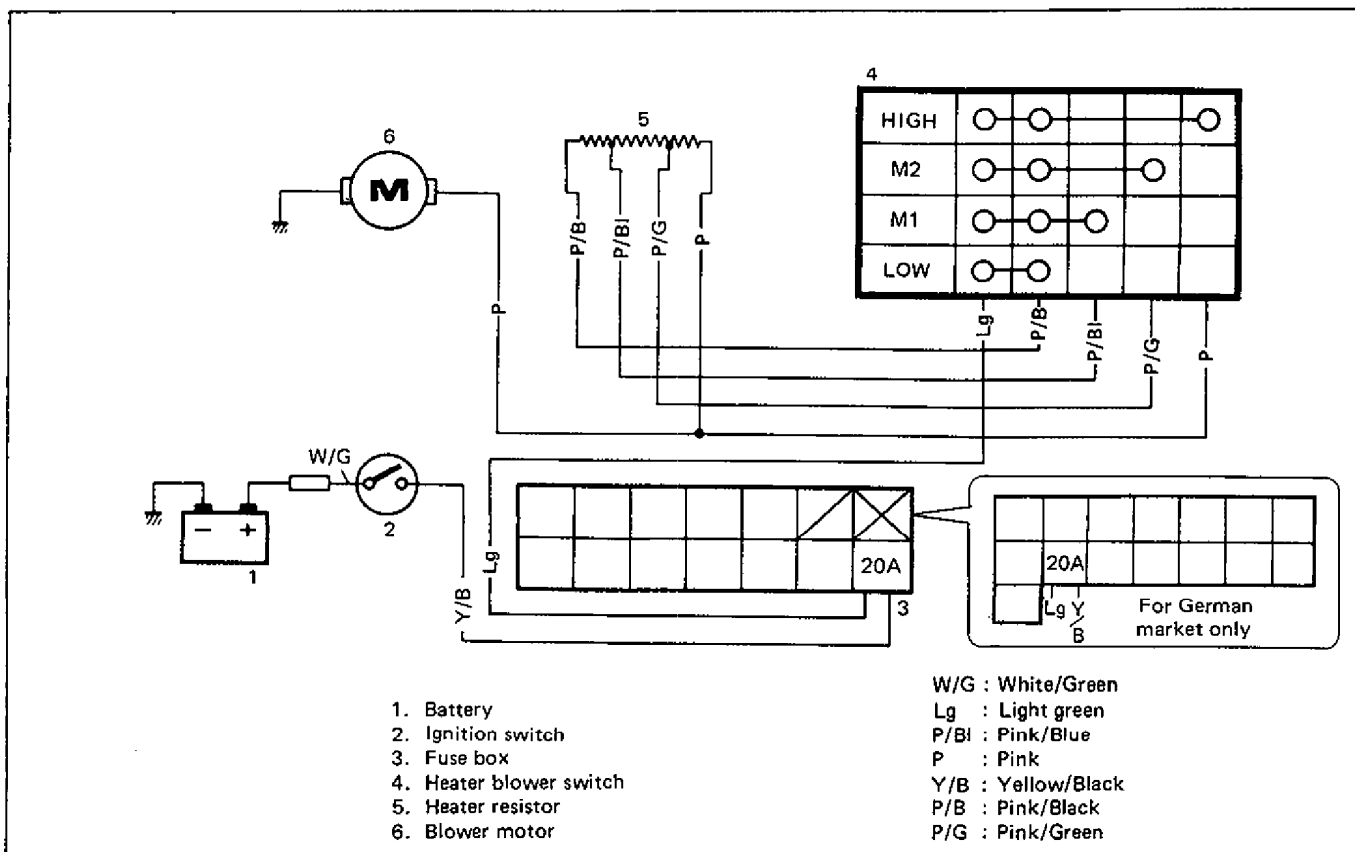 4
HIGH
M2
M1
LOW
5
6
M
P/B
P/Bl
P/G
P
P
Lg
P/B
P/Bl
P/G
P
W/G
2
− +
1
Lg
Y/B
20A
3
20A
Lg Y/B
For German
market only
1. Battery
2. Ignition switch
3. Fuse box
4. Heater blower switch
5. Heater resistor
6. Blower motor
W/G : White/Green
Lg : Light green
P/Bl : Pink/Blue
P : Pink
Y/B : Yellow/Black
P/B : Pink/Black
P/G : Pink/Green